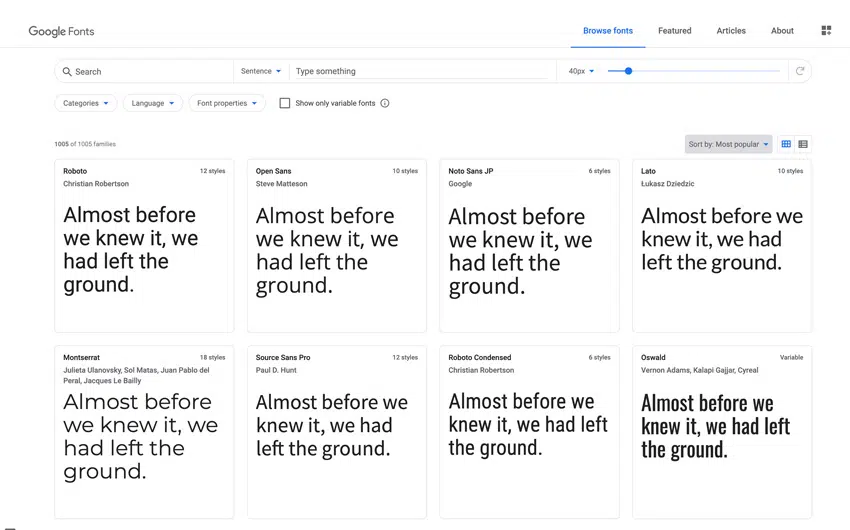 Google Fonts
Browse fonts
Featured
Articles
About
Search
Sentence
Type something
40px
Categories
Language
Font properties
Show only variable fonts
1005 of 1005 families
Sort by: Most popular
Roboto 12 styles
Christian Robertson
Almost before
we knew it, we
had left the
ground.
Open Sans 10 styles
Steve Matteson
Almost before
we knew it, we
had left the
ground.
Noto Sans JP 6 styles
Google
Almost before
we knew it, we
had left the
ground.
Lato 10 styles
Łukasz Dziedzic
Almost before we
knew it, we had
left the ground.
Montserrat 18 styles
Julieta Ulanovsky, Sol Matas, Juan Pablo del
Peral, Jacques Le Bailly
Almost before
we knew it, we
had left the
ground.
Source Sans Pro 12 styles
Paul D. Hunt
Almost before we
knew it, we had
left the ground.
Roboto Condensed 6 styles
Christian Robertson
Almost before we
knew it, we had left
the ground.
Oswald Variable
Vernon Adams, Kalapi Gajjar, Cyreal
Almost before we
knew it, we had left
the ground.